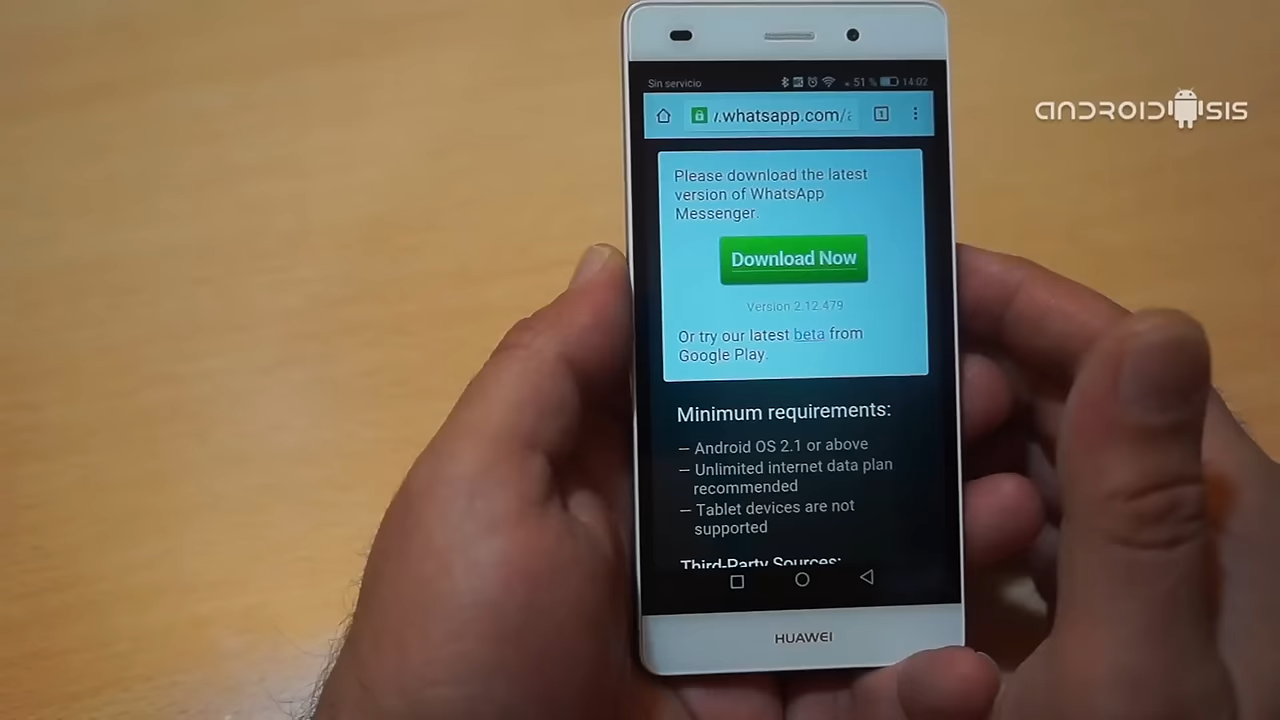 Sin servicio
51 % 14:02
/.whatsapp.com/a
1
ANDROIDSIS
Please download the latest
version of WhatsApp
Messenger.
Download Now
Version 2.12.479
Or try our latest beta from
Google Play.
Minimum requirements:
– Android OS 2.1 or above
– Unlimited internet data plan
recommended
– Tablet devices are not
supported
Third-Party Sources:
HUAWEI